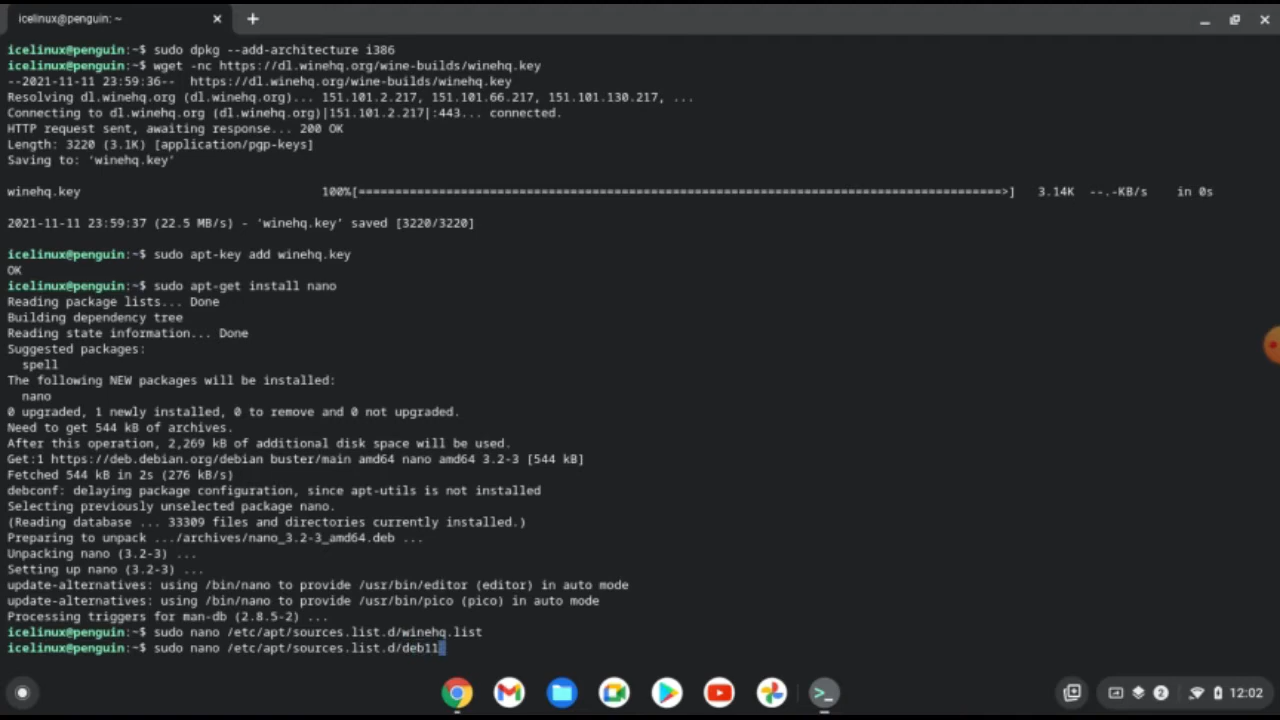 icelinux@penguin: ~
icelinux@penguin:~$ sudo dpkg --add-architecture i386
icelinux@penguin:~$ wget -nc https://dl.winehq.org/wine-builds/winehq.key
--2021-11-11 23:59:36--  https://dl.winehq.org/wine-builds/winehq.key
Resolving dl.winehq.org (dl.winehq.org)... 151.101.2.217, 151.101.66.217, 151.101.130.217, ...
Connecting to dl.winehq.org (dl.winehq.org)|151.101.2.217|:443... connected.
HTTP request sent, awaiting response... 200 OK
Length: 3220 (3.1K) [application/pgp-keys]
Saving to: ‘winehq.key’
winehq.key 100%[=========================================================================================>] 3.14K --.-KB/s in 0s
2021-11-11 23:59:37 (22.5 MB/s) - ‘winehq.key’ saved [3220/3220]
icelinux@penguin:~$ sudo apt-key add winehq.key
OK
icelinux@penguin:~$ sudo apt-get install nano
Reading package lists... Done
Building dependency tree
Reading state information... Done
Suggested packages:
  spell
The following NEW packages will be installed:
  nano
0 upgraded, 1 newly installed, 0 to remove and 0 not upgraded.
Need to get 544 kB of archives.
After this operation, 2,269 kB of additional disk space will be used.
Get:1 https://deb.debian.org/debian buster/main amd64 nano amd64 3.2-3 [544 kB]
Fetched 544 kB in 2s (276 kB/s)
debconf: delaying package configuration, since apt-utils is not installed
Selecting previously unselected package nano.
(Reading database ... 33309 files and directories currently installed.)
Preparing to unpack .../archives/nano_3.2-3_amd64.deb ...
Unpacking nano (3.2-3) ...
Setting up nano (3.2-3) ...
update-alternatives: using /bin/nano to provide /usr/bin/editor (editor) in auto mode
update-alternatives: using /bin/nano to provide /usr/bin/pico (pico) in auto mode
Processing triggers for man-db (2.8.5-2) ...
icelinux@penguin:~$ sudo nano /etc/apt/sources.list.d/winehq.list
icelinux@penguin:~$ sudo nano /etc/apt/sources.list.d/deb11
2 12:02